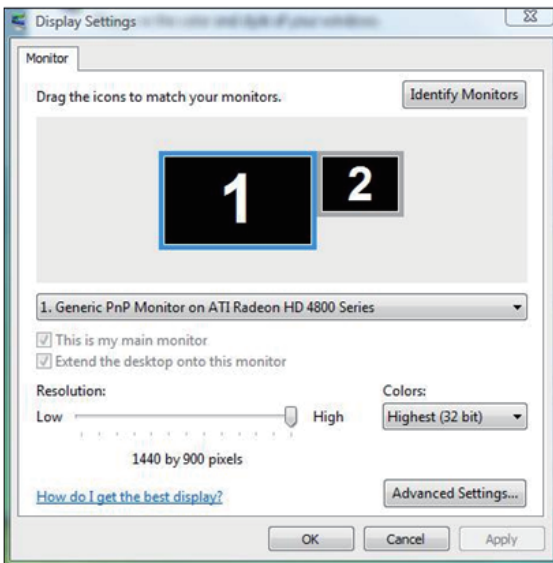 Display Settings
Monitor
Drag the icons to match your monitors.
Identify Monitors
1
2
1. Generic PnP Monitor on ATI Radeon HD 4800 Series
This is my main monitor
Extend the desktop onto this monitor
Resolution:
Colors:
Low
High
Highest (32 bit)
1440 by 900 pixels
How do I get the best display?
Advanced Settings...
OK
Cancel
Apply